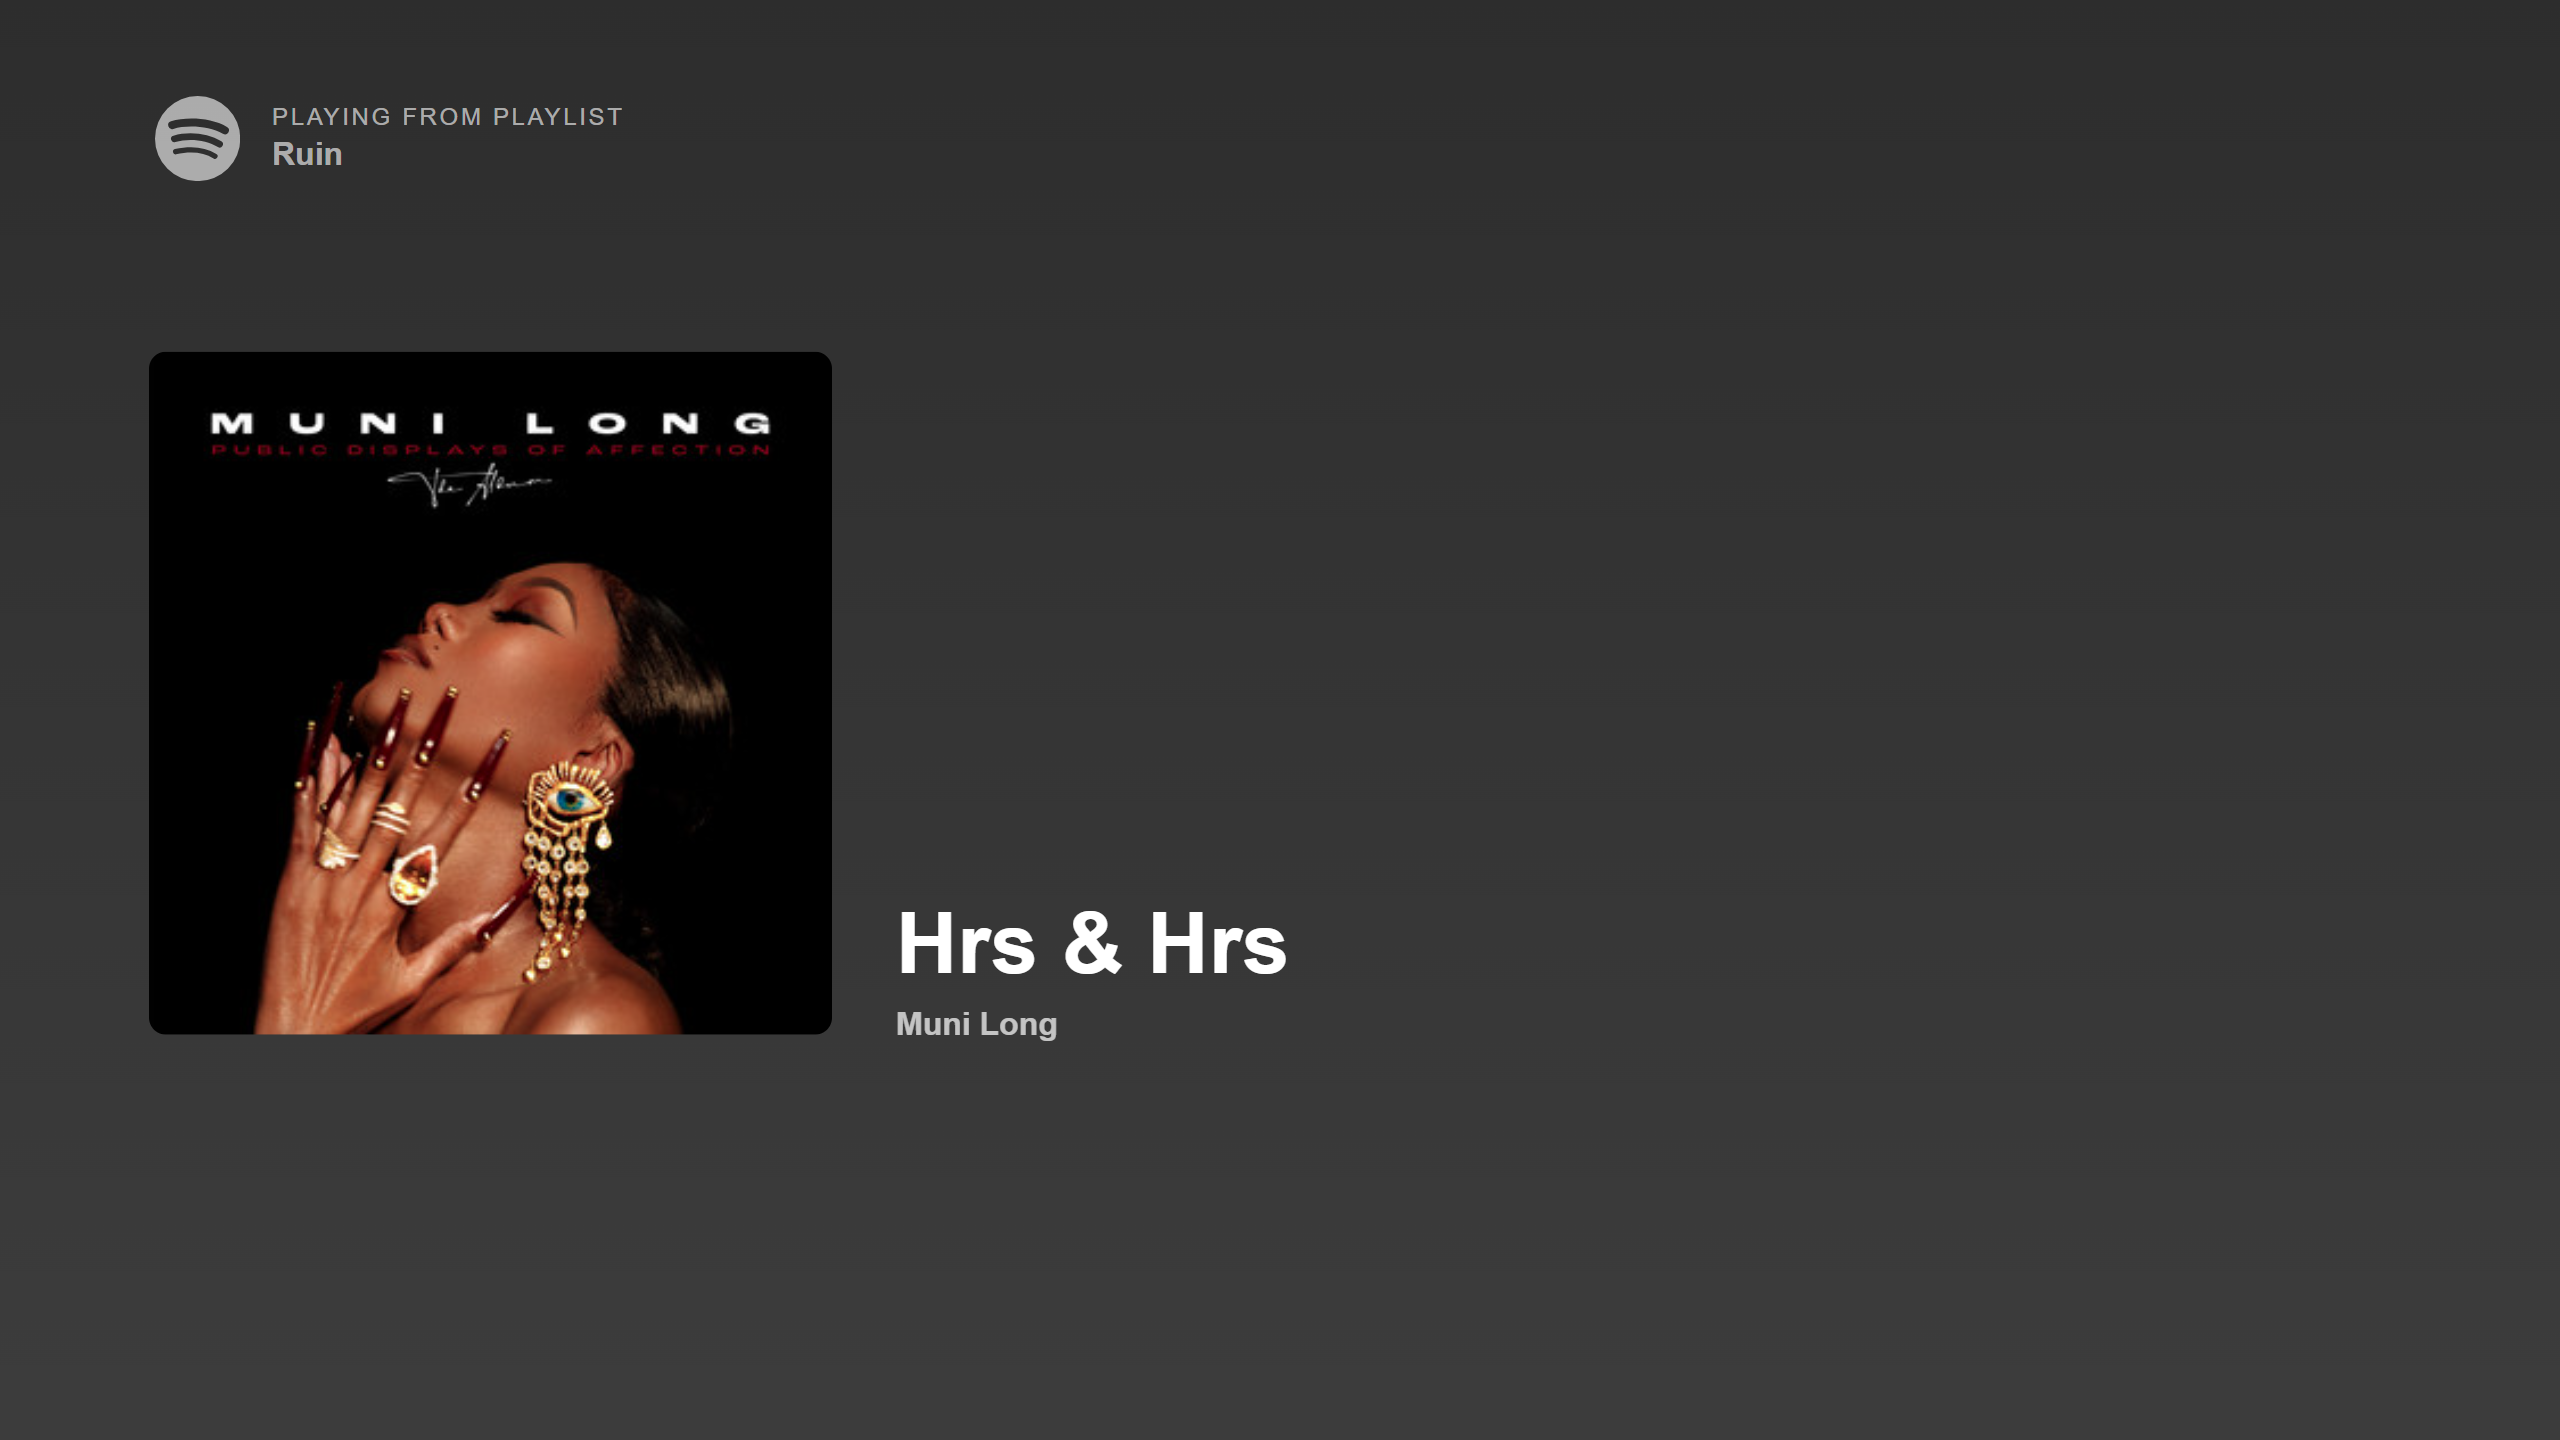 PLAYING FROM PLAYLIST
Ruin
MUNI LONG
PUBLIC DISPLAYS OF AFFECTION
The Album
Hrs & Hrs
Muni Long